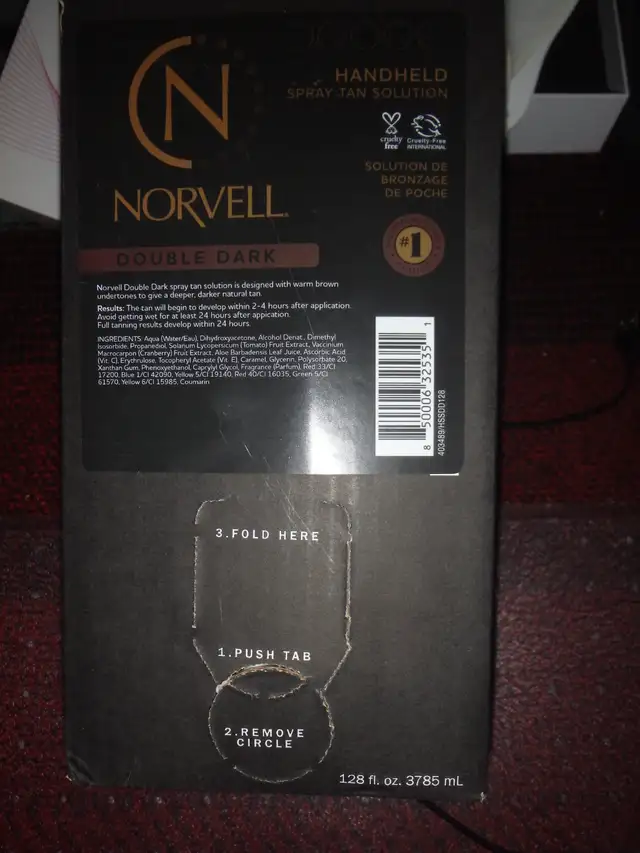 N
HANDHELD
SPRAY TAN SOLUTION
cruelty
free
Cruelty-Free
INTERNATIONAL
SOLUTION DE
BRONZAGE
DE POCHE
NORVELL
#1
DOUBLE DARK
Norvell Double Dark spray tan solution is designed with warm brown
undertones to give a deeper, darker natural tan.
Results: The tan will begin to develop within 2-4 hours after application.
Avoid getting wet for at least 24 hours after appication.
Full tanning results develop within 24 hours.
INGREDIENTS: Aqua (Water/Eau), Dihydroxyacetone, Alcohol Denat., Dimethyl
Isosorbide, Propanediol, Solanum Lycopersicum (Tomato) Fruit Extract, Vaccinium
Macrocarpon (Cranberry) Fruit Extract, Aloe Barbadensis Leaf Juice, Ascorbic Acid
(Vit. C), Erythrulose, Tocopheryl Acetate (Vit. E), Caramel, Glycerin, Polysorbate 20,
Xanthan Gum, Phenoxyethanol, Caprylyl Glycol, Fragrance (Parfum), Red 33/CI
17200, Blue 1/CI 42090, Yellow 5/CI 19140, Red 40/CI 16035, Green 5/CI
61570, Yellow 6/CI 15985, Coumarin
8 50006 32535 1
403489/HSSDD128
3.FOLD HERE
1.PUSH TAB
2.REMOVE
CIRCLE
128 fl. oz. 3785 mL